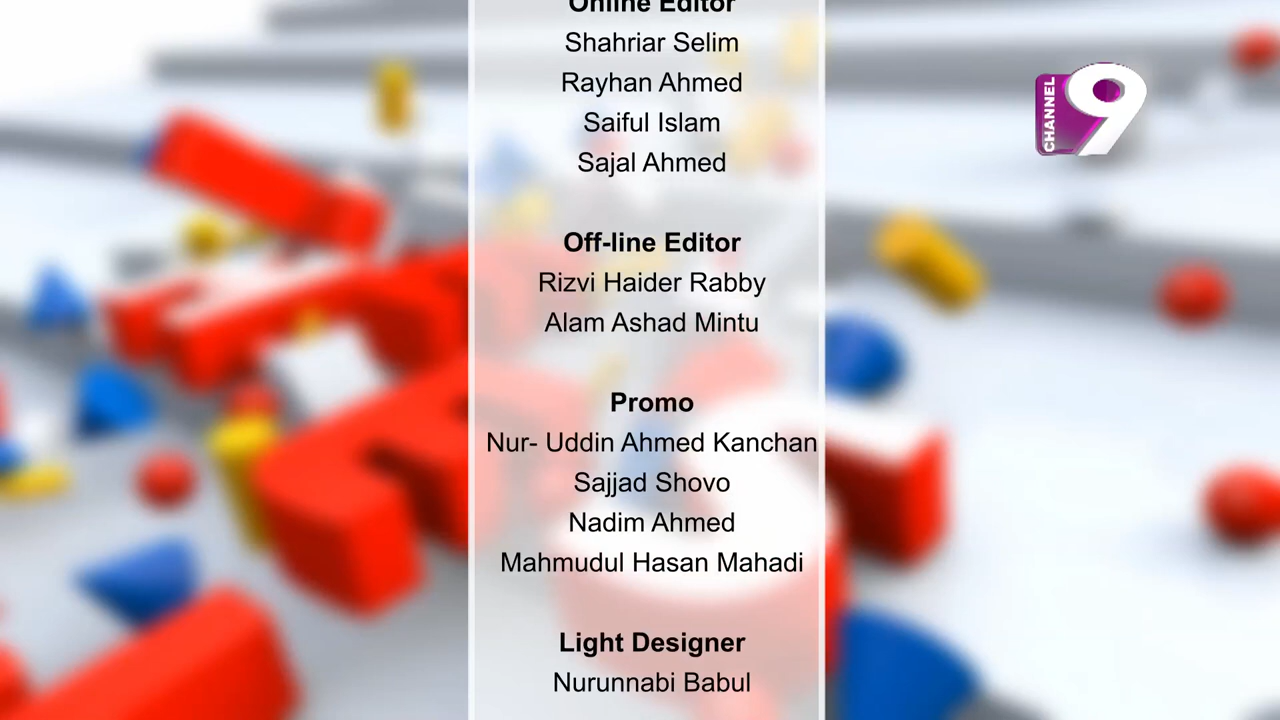 Online Editor
Shahriar Selim
Rayhan Ahmed
Saiful Islam
Sajal Ahmed
Off-line Editor
Rizvi Haider Rabby
Alam Ashad Mintu
Promo
Nur- Uddin Ahmed Kanchan
Sajjad Shovo
Nadim Ahmed
Mahmudul Hasan Mahadi
Light Designer
Nurunnabi Babul
CHANNEL 9